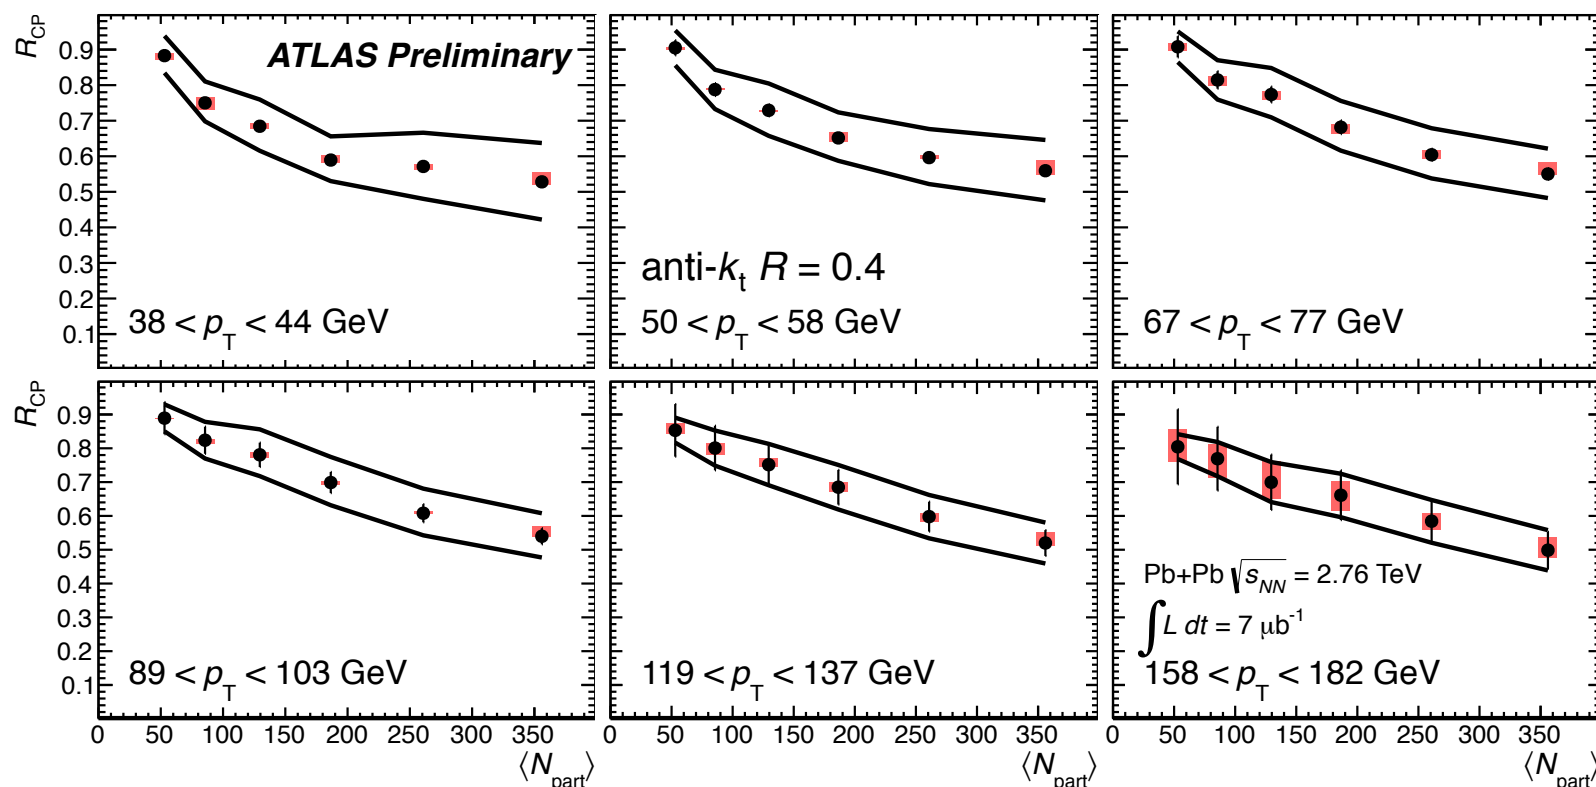 R_CP
0.9
0.8
0.7
0.6
0.5
0.4
0.3
0.2
0.1
ATLAS Preliminary
38 < p_T < 44 GeV
anti-k_t R = 0.4
50 < p_T < 58 GeV
67 < p_T < 77 GeV
R_CP
0.9
0.8
0.7
0.6
0.5
0.4
0.3
0.2
0.1
89 < p_T < 103 GeV
119 < p_T < 137 GeV
Pb+Pb √s_NN = 2.76 TeV
∫L dt = 7 μb⁻¹
158 < p_T < 182 GeV
0 50 100 150 200 250 300 350
0 50 100 150 200 250 300 350
0 50 100 150 200 250 300 350 400
⟨N_part⟩
⟨N_part⟩
⟨N_part⟩